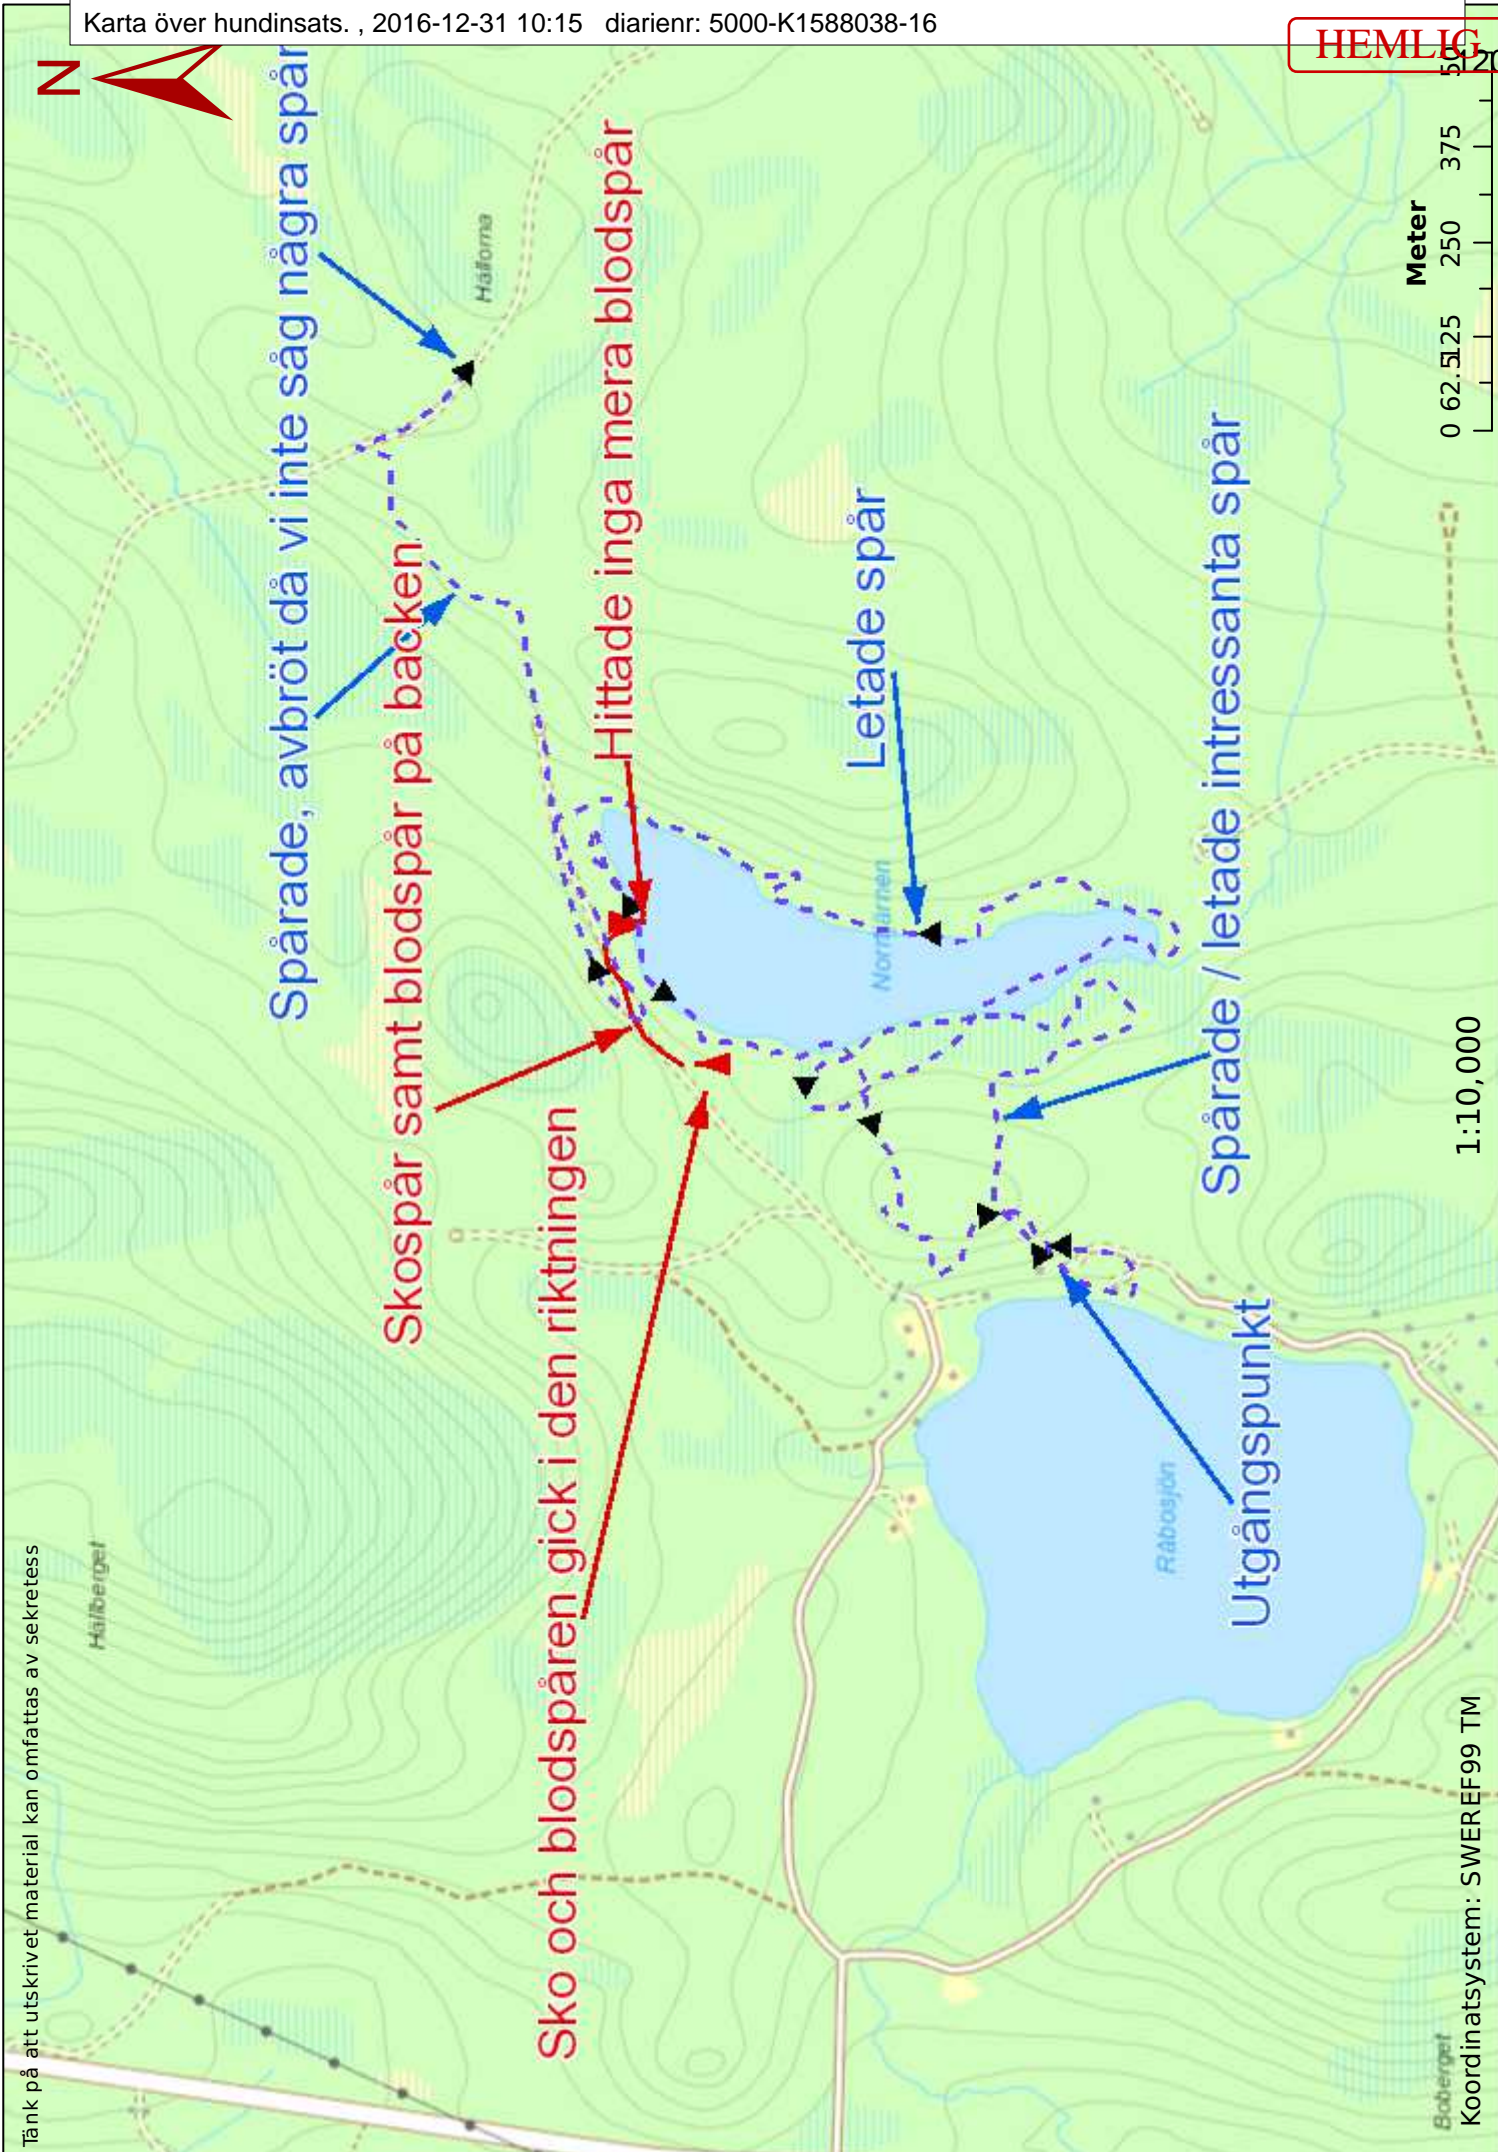 Karta över hundinsats. , 2016-12-31 10:15 diarienr: 5000-K1588038-16
HEMLIG
Tänk på att utskrivet material kan omfattas av sekretess
N
Spårade, avbröt då vi inte såg några spår
Skospår samt blodspår på backen
Sko och blodspåren gick i den riktningen
Hittade inga mera blodspår
Letade spår
Spårade / letade intressanta spår
Utgångspunkt
Hällberget
Hällorna
Norrtärnen
Råbosjön
Boberget
Meter
0 62.5 125 250 375
1:10,000
Koordinatsystem: SWEREF99 TM